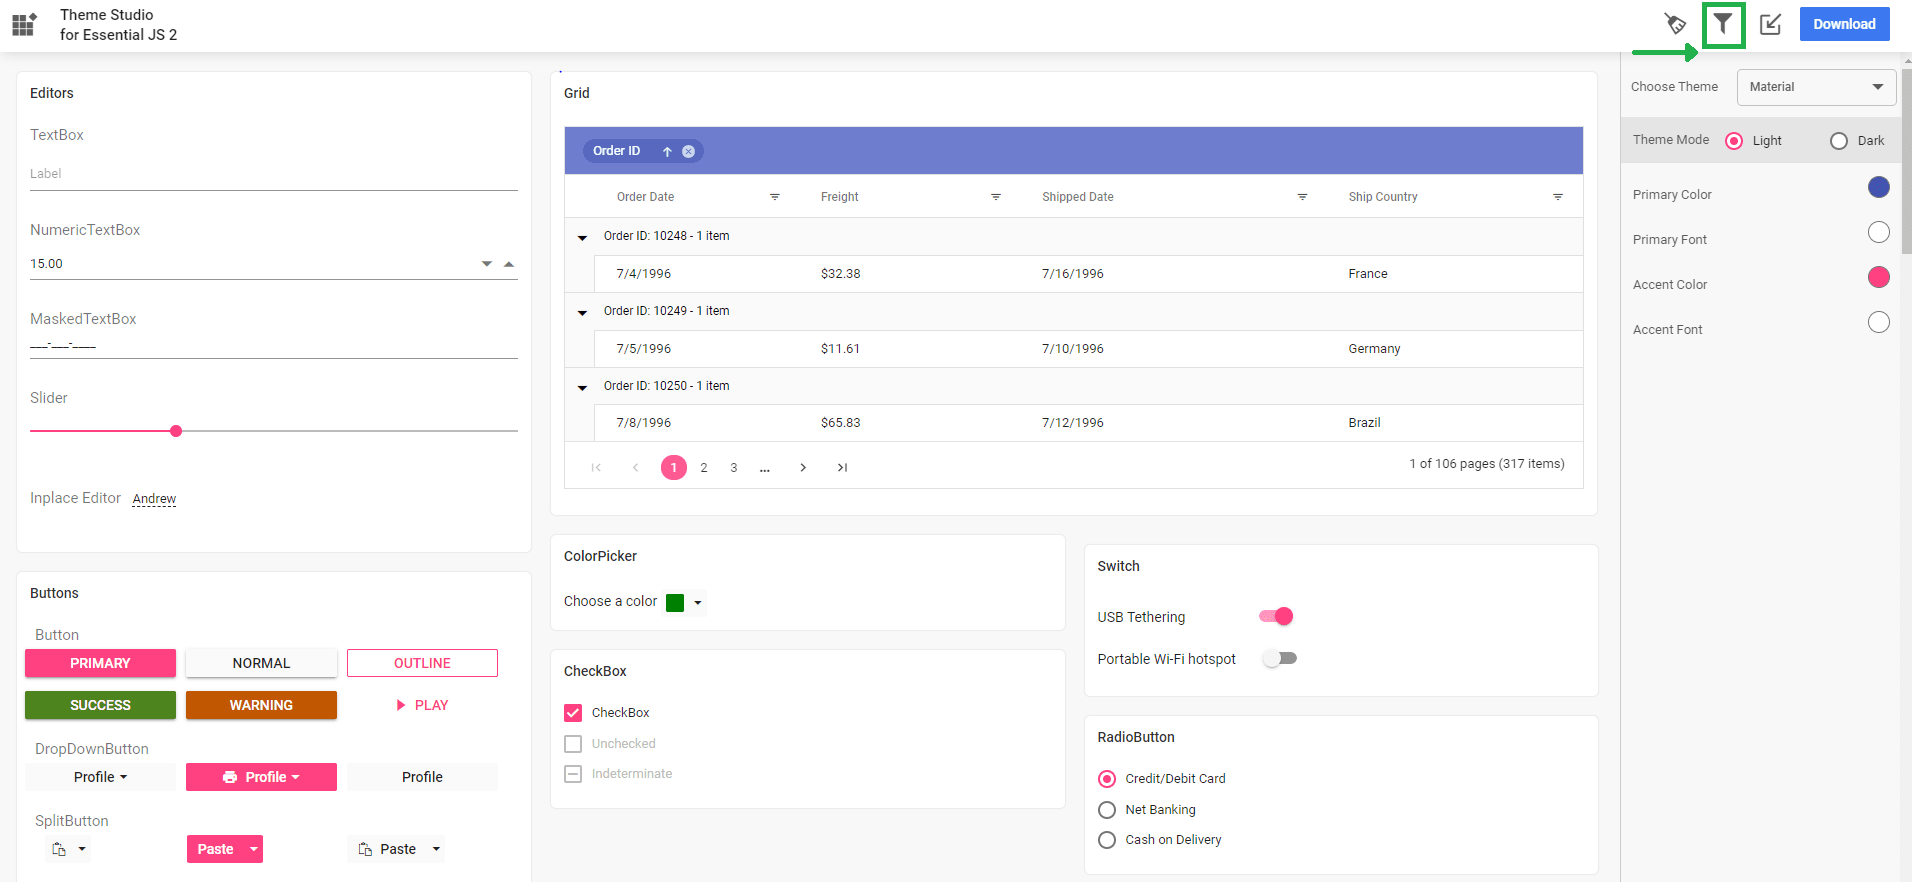 Theme Studio
for Essential JS 2
Download
Editors
TextBox
Label
NumericTextBox
15.00
MaskedTextBox
___-___-____
Slider
Inplace Editor Andrew
Buttons
Button
PRIMARY NORMAL OUTLINE
SUCCESS WARNING PLAY
DropDownButton
Profile Profile Profile
SplitButton
Paste Paste
Grid
Order ID
Order Date Freight Shipped Date Ship Country
Order ID: 10248 - 1 item
7/4/1996 $32.38 7/16/1996 France
Order ID: 10249 - 1 item
7/5/1996 $11.61 7/10/1996 Germany
Order ID: 10250 - 1 item
7/8/1996 $65.83 7/12/1996 Brazil
1 2 3 ... 1 of 106 pages (317 items)
ColorPicker
Choose a color
CheckBox
CheckBox
Unchecked
Indeterminate
Switch
USB Tethering
Portable Wi-Fi hotspot
RadioButton
Credit/Debit Card
Net Banking
Cash on Delivery
Choose Theme Material
Theme Mode Light Dark
Primary Color
Primary Font
Accent Color
Accent Font